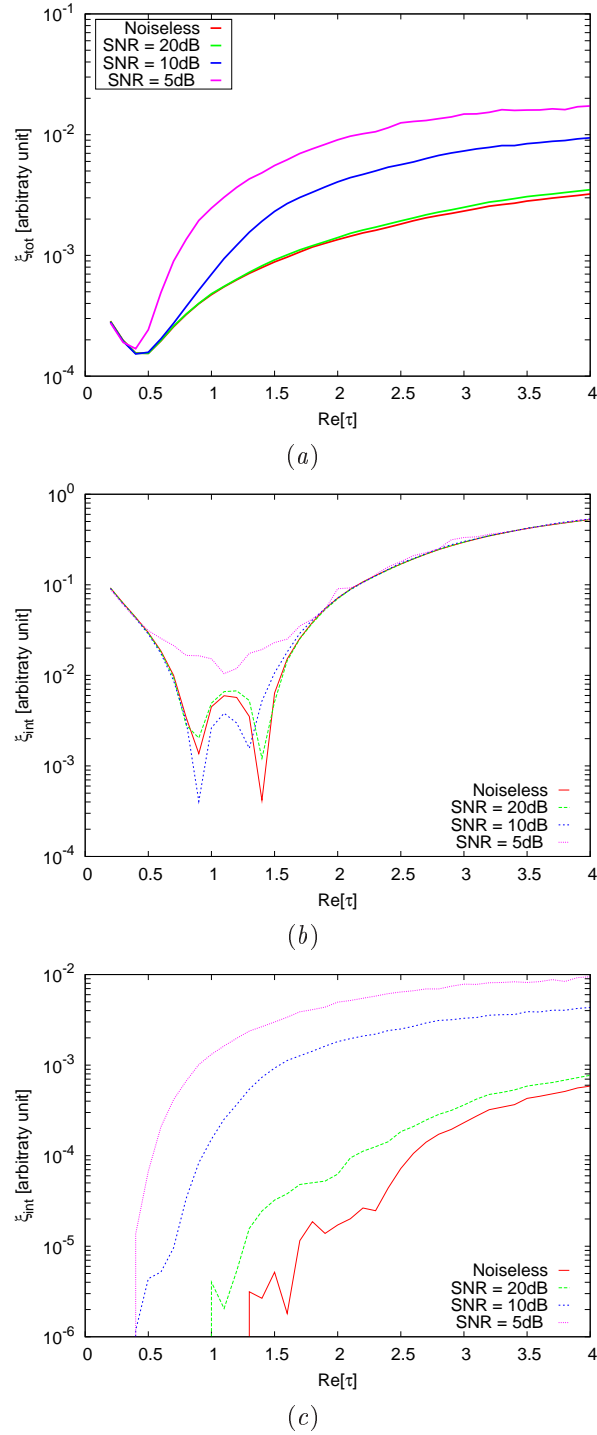 10^-1
Noiseless
SNR = 20dB
SNR = 10dB
SNR = 5dB
10^-2
10^-3
10^-4
ξtot [arbitraty unit]
0 0.5 1 1.5 2 2.5 3 3.5 4
Re[τ]
(a)
10^0
10^-1
10^-2
10^-3
10^-4
ξint [arbitraty unit]
Noiseless
SNR = 20dB
SNR = 10dB
SNR = 5dB
0 0.5 1 1.5 2 2.5 3 3.5 4
Re[τ]
(b)
10^-2
10^-3
10^-4
10^-5
10^-6
ξint [arbitraty unit]
Noiseless
SNR = 20dB
SNR = 10dB
SNR = 5dB
0 0.5 1 1.5 2 2.5 3 3.5 4
Re[τ]
(c)